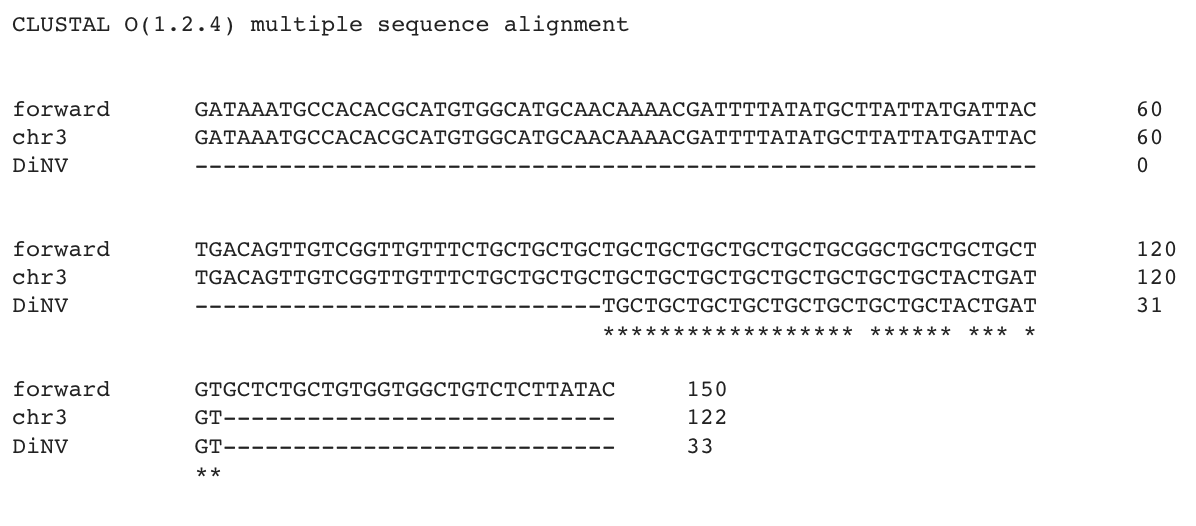 CLUSTAL O(1.2.4) multiple sequence alignment
forward GATAAATGCCACACGCATGTGGCATGCAACAAAACGATTTTATATGCTTATTATGATTAC 60
chr3 GATAAATGCCACACGCATGTGGCATGCAACAAAACGATTTTATATGCTTATTATGATTAC 60
DiNV ------------------------------------------------------------ 0
forward TGACAGTTGTCGGTTGTTTCTGCTGCTGCTGCTGCTGCTGCTGCTGCGGCTGCTGCTGCT 120
chr3 TGACAGTTGTCGGTTGTTTCTGCTGCTGCTGCTGCTGCTGCTGCTGCTGCTGCTACTGAT 120
DiNV -----------------------------TGCTGCTGCTGCTGCTGCTGCTGCTACTGAT 31
****************** ****** *** *
forward GTGCTCTGCTGTGGTGGCTGTCTCTTATAC 150
chr3 GT---------------------------- 122
DiNV GT---------------------------- 33
**